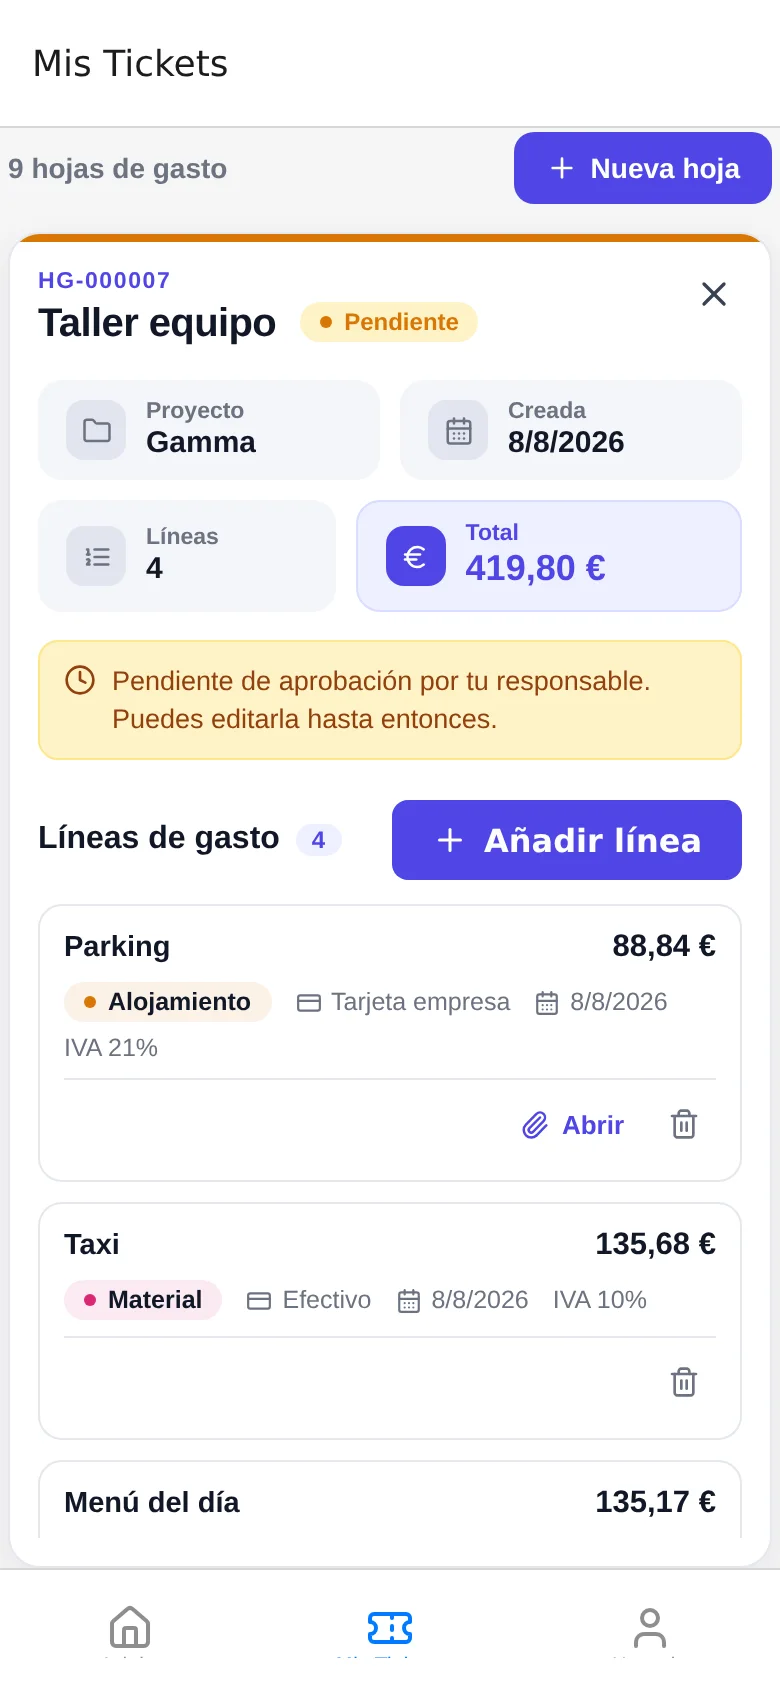 Mis Tickets
9 hojas de gasto
Nueva hoja
HG-000007
Taller equipo
Pendiente
Proyecto
Gamma
Creada
8/8/2026
Líneas
4
Total
419,80 €
Pendiente de aprobación por tu responsable.
Puedes editarla hasta entonces.
Líneas de gasto 4
Añadir línea
Parking
88,84 €
Alojamiento
Tarjeta empresa
8/8/2026
IVA 21%
Abrir
Taxi
135,68 €
Material
Efectivo
8/8/2026
IVA 10%
Menú del día
135,17 €